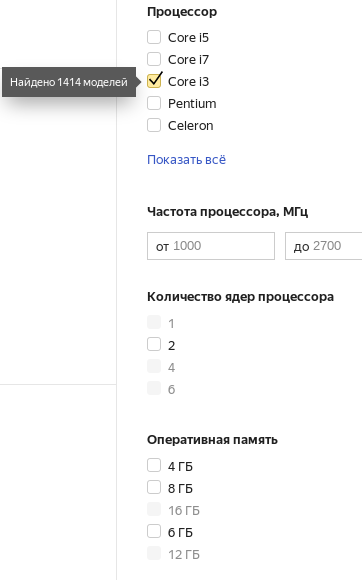 Процессор
Core i5
Core i7
Найдено 1414 моделей
Core i3
Pentium
Celeron
Показать всё
Частота процессора, МГц
от 1000 до 2700
Количество ядер процессора
1
2
4
6
Оперативная память
4 ГБ
8 ГБ
16 ГБ
6 ГБ
12 ГБ